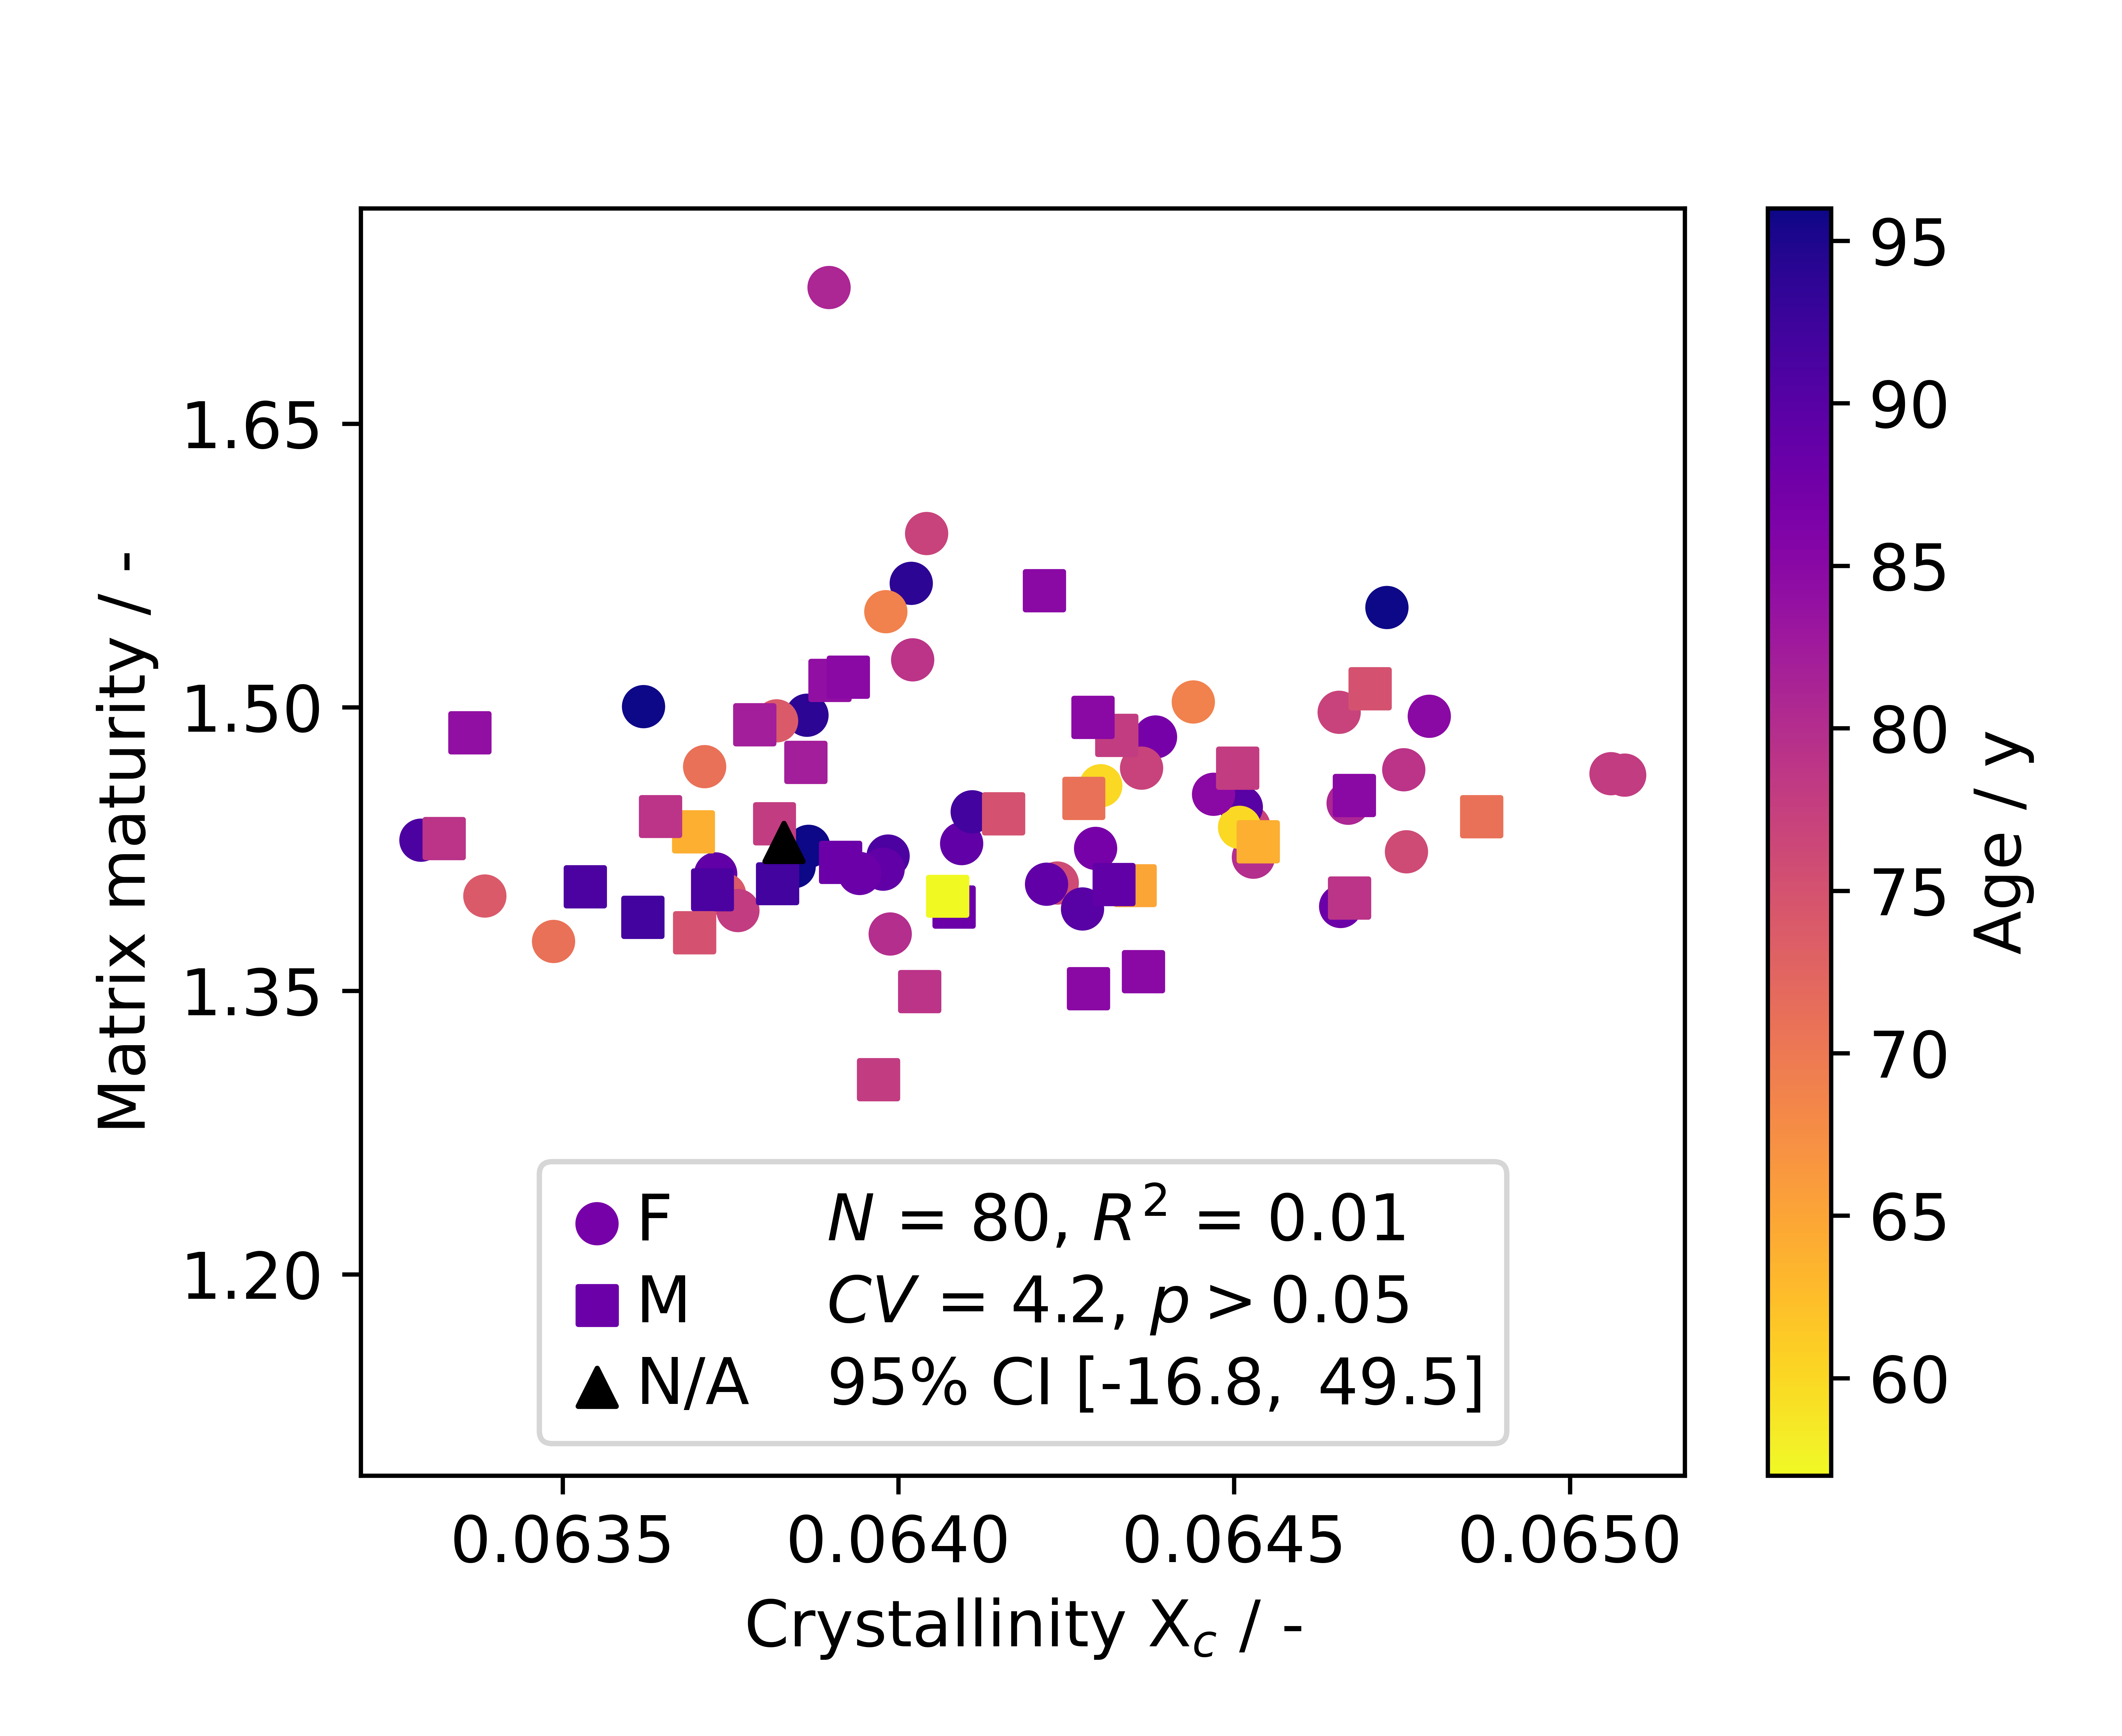 Matrix maturity / -
1.65
1.50
1.35
1.20
F N = 80, R² = 0.01
M CV = 4.2, p > 0.05
N/A 95% CI [-16.8, 49.5]
0.0635 0.0640 0.0645 0.0650
Crystallinity Xc / -
95
90
85
80
75
70
65
60
Age / y